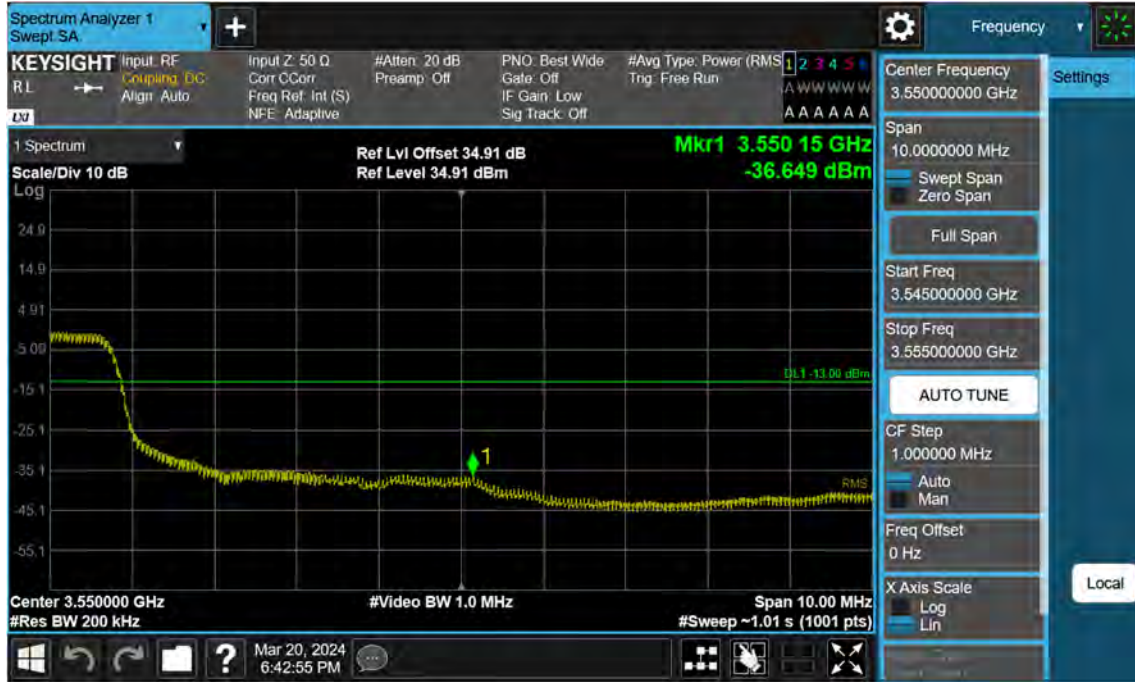 Spectrum Analyzer 1
Swept SA
+
Frequency
KEYSIGHT
RL
LXI
Input: RF
Coupling: DC
Align: Auto
Input Z: 50 Ω
Corr CCorr
Freq Ref: Int (S)
NFE: Adaptive
#Atten: 20 dB
Preamp: Off
PNO: Best Wide
Gate: Off
IF Gain: Low
Sig Track: Off
#Avg Type: Power (RMS
Trig: Free Run
1 2 3 4 5 6
A W W W W W
A A A A A A
Center Frequency
3.550000000 GHz
Settings
Span
10.0000000 MHz
Swept Span
Zero Span
Full Span
Start Freq
3.545000000 GHz
Stop Freq
3.555000000 GHz
AUTO TUNE
CF Step
1.000000 MHz
Auto
Man
Freq Offset
0 Hz
X Axis Scale
Log
Lin
Local
1 Spectrum
Scale/Div 10 dB
Log
Ref Lvl Offset 34.91 dB
Ref Level 34.91 dBm
Mkr1 3.550 15 GHz
-36.649 dBm
24.9
14.9
4.91
-5.09
-15.1
-25.1
-35.1
-45.1
-55.1
DL1 -13.00 dBm
1
RMS
Center 3.550000 GHz
#Res BW 200 kHz
#Video BW 1.0 MHz
Span 10.00 MHz
#Sweep ~1.01 s (1001 pts)
?
Mar 20, 2024
6:42:55 PM